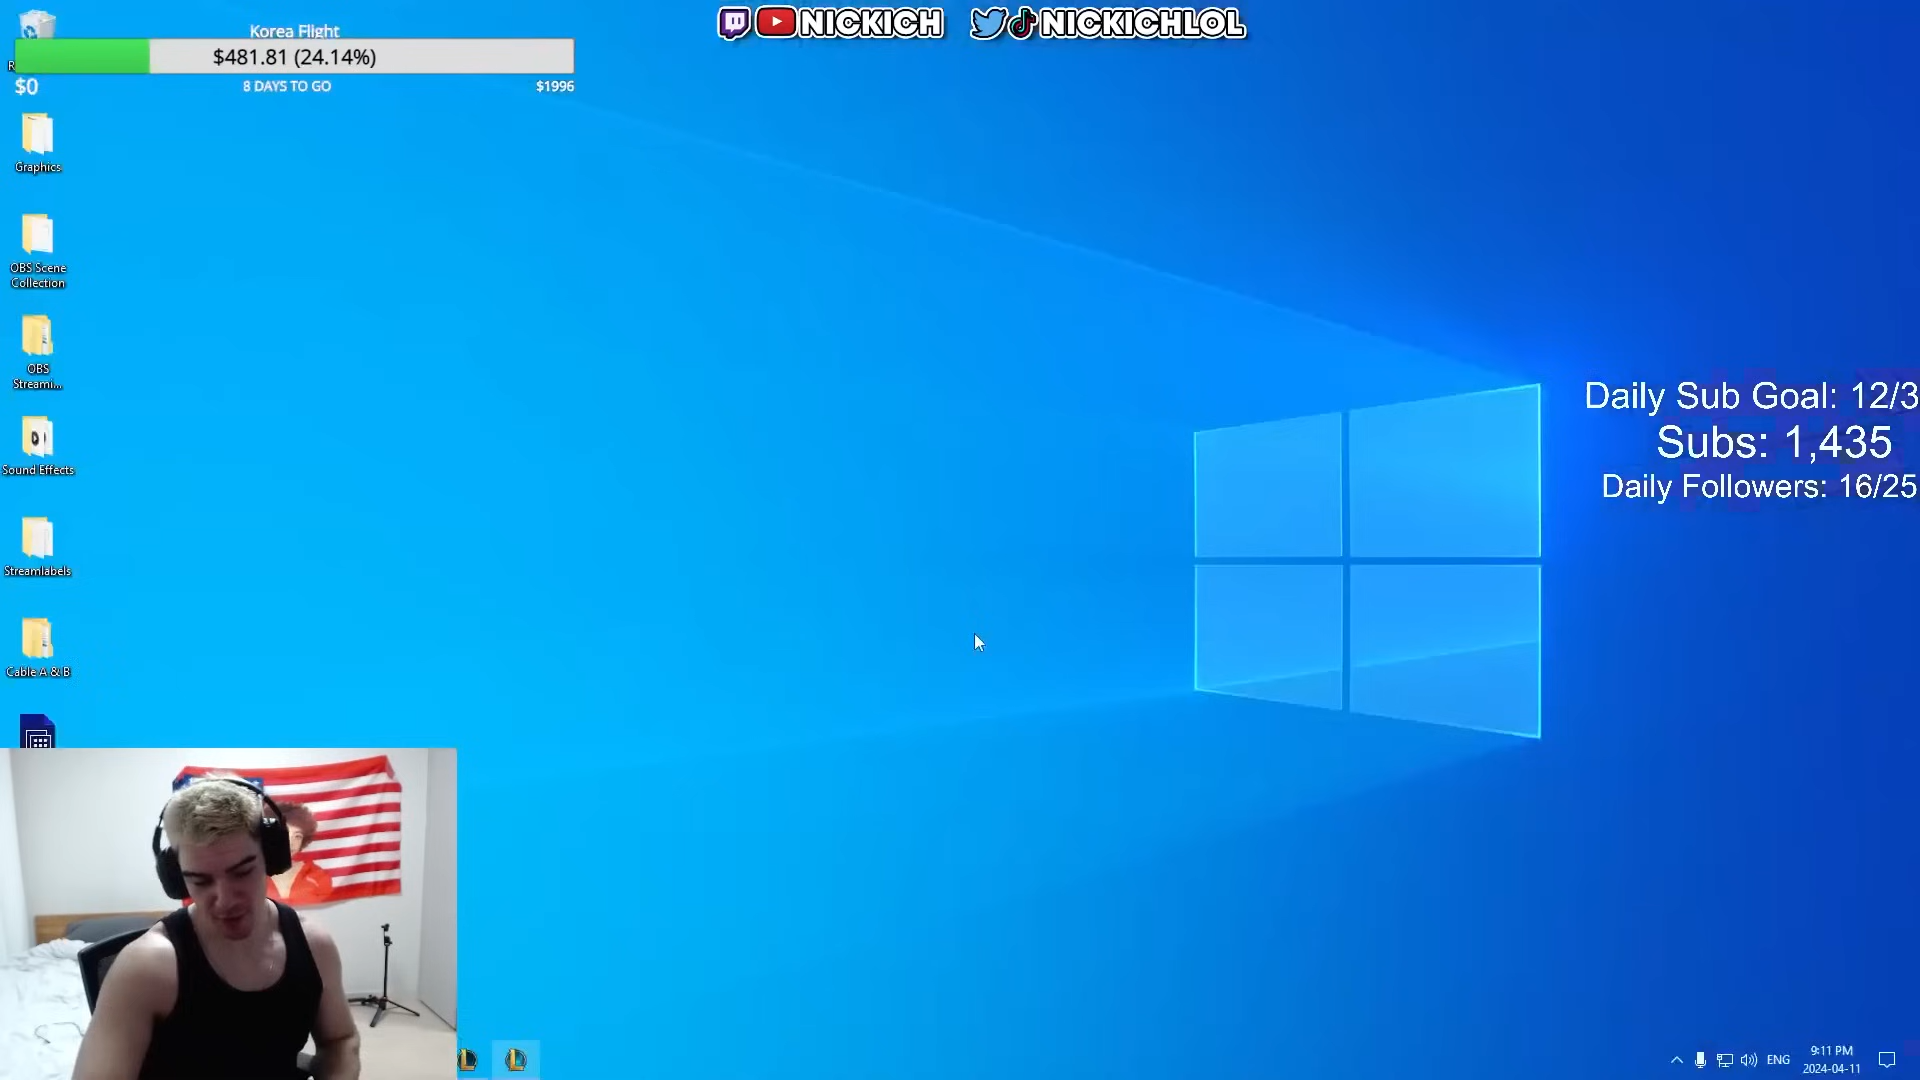 NICKICH NICKICHLOL
Korea Flight
$481.81 (24.14%)
$0 8 DAYS TO GO $1996
Graphics
OBS Scene
Collection
OBS
Streami...
Sound Effects
Streamlabels
Cable A & B
Daily Sub Goal: 12/3
Subs: 1,435
Daily Followers: 16/25
ENG
9:11 PM
2024-04-11